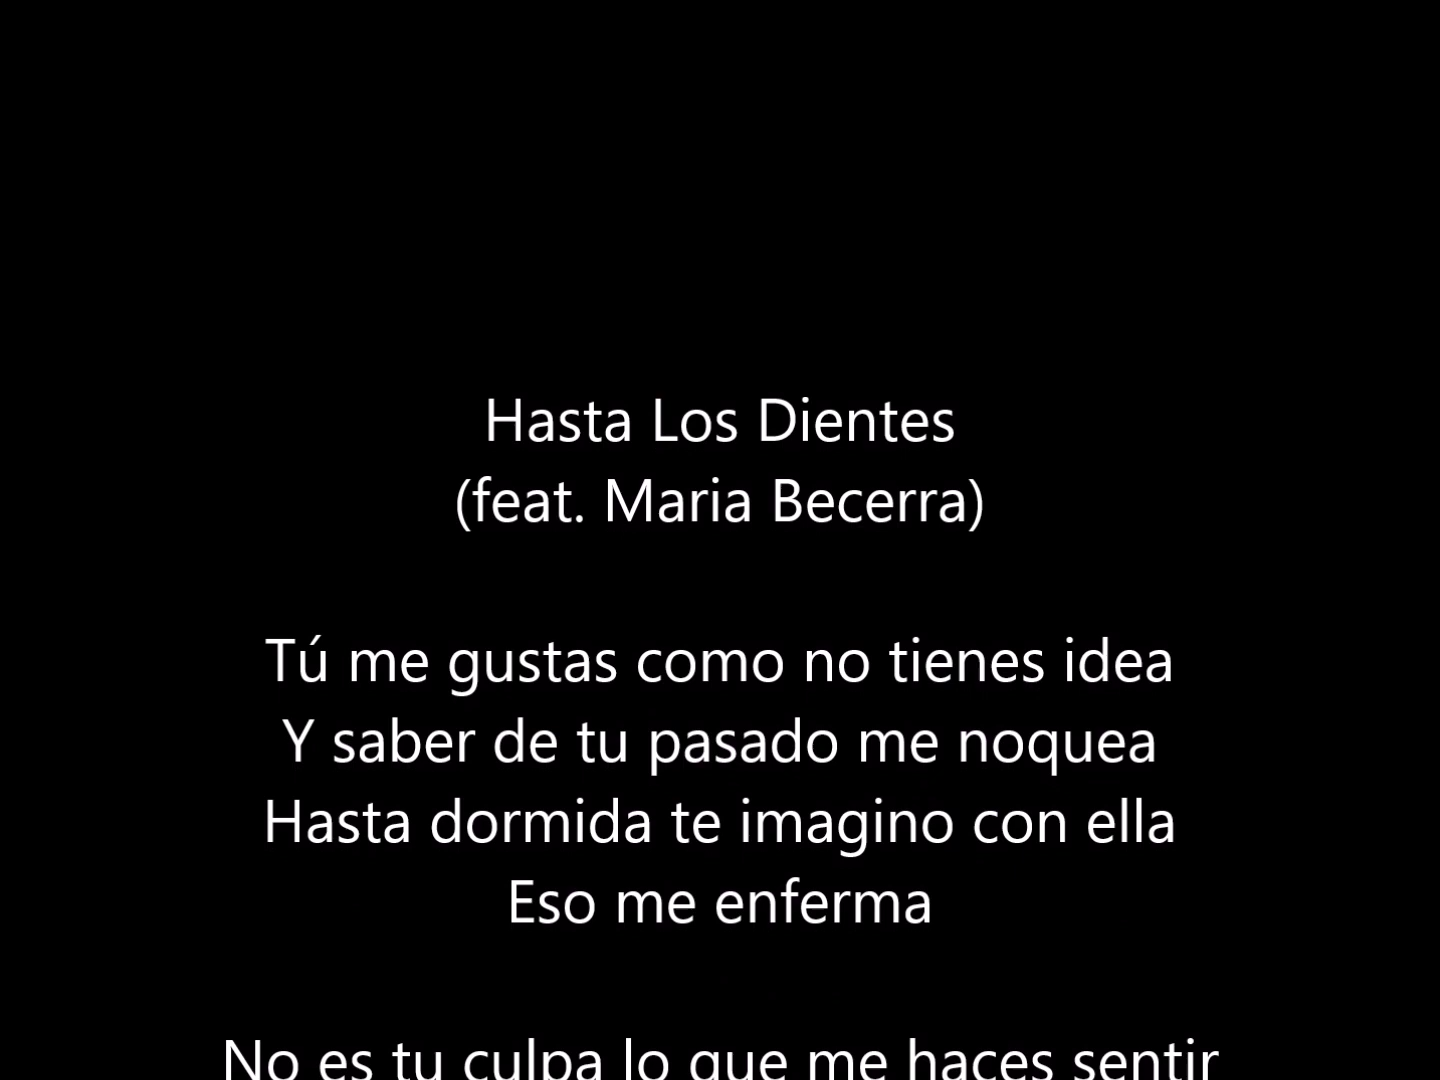 Hasta Los Dientes
(feat. Maria Becerra)
Tú me gustas como no tienes idea
Y saber de tu pasado me noquea
Hasta dormida te imagino con ella
Eso me enferma
No es tu culpa lo que me haces sentir